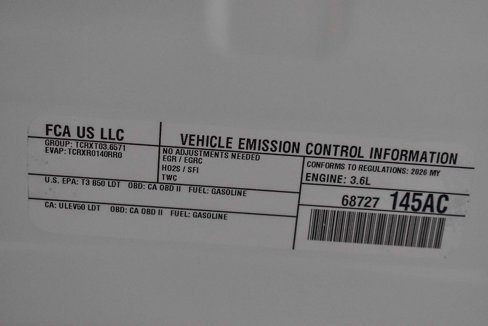 FCA US LLC
GROUP: TCRXT03.6571
EVAP: TCRXR0140RR0
VEHICLE EMISSION CONTROL INFORMATION
NO ADJUSTMENTS NEEDED
EGR / EGRC
HO2S / SFI
TWC
CONFORMS TO REGULATIONS: 2026 MY
ENGINE: 3.6L
U.S. EPA: T3 B50 LDT OBD: CA OBD II FUEL: GASOLINE
CA: ULEV50 LDT OBD: CA OBD II FUEL: GASOLINE
68727 145AC